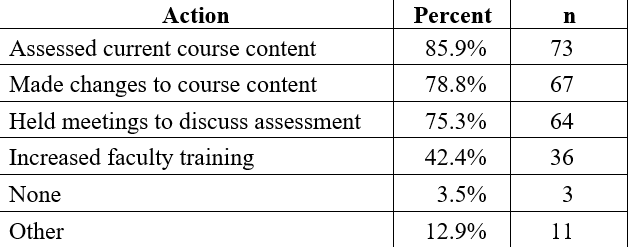 Action Percent n
Assessed current course content 85.9% 73
Made changes to course content 78.8% 67
Held meetings to discuss assessment 75.3% 64
Increased faculty training 42.4% 36
None 3.5% 3
Other 12.9% 11